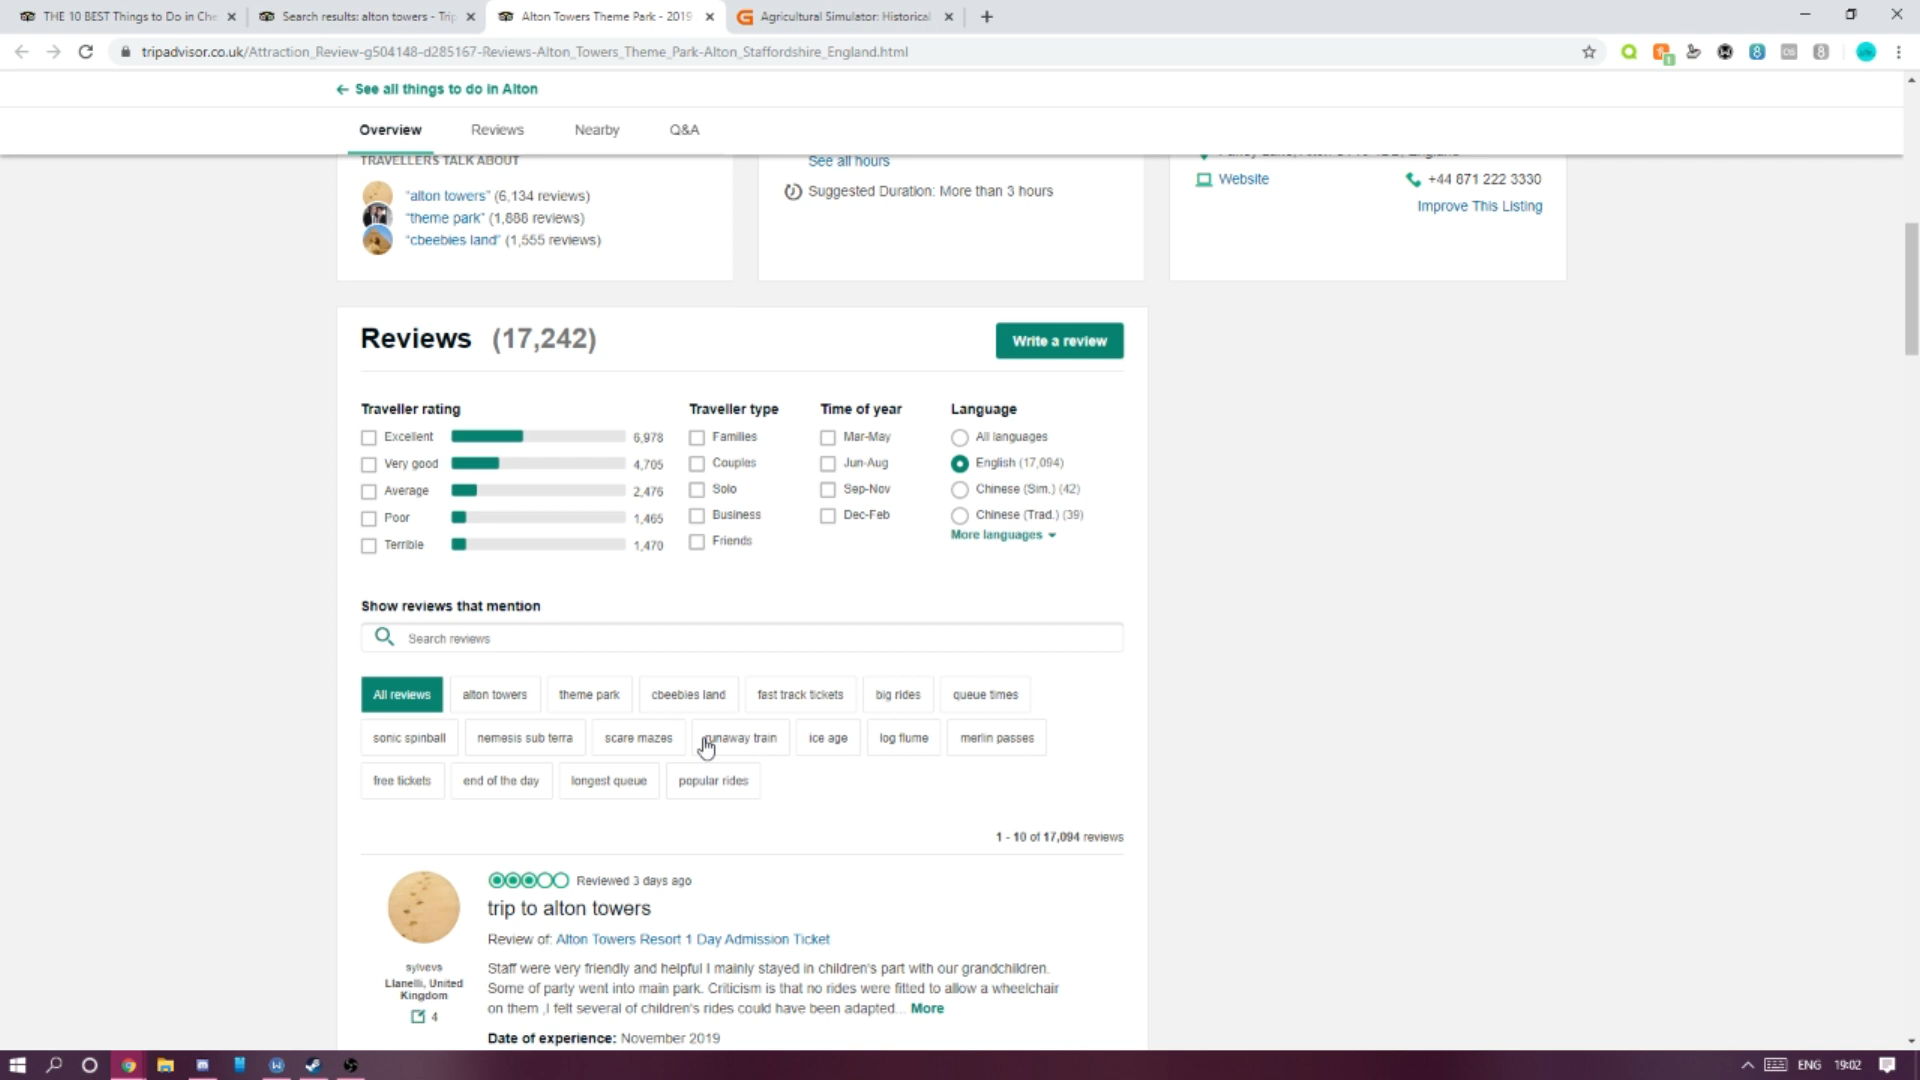 THE 10 BEST Things to Do in Che
Search results: alton towers - Trip
Alton Towers Theme Park - 2019
Agricultural Simulator: Historical
tripadvisor.co.uk/Attraction_Review-g504148-d285167-Reviews-Alton_Towers_Theme_Park-Alton_Staffordshire_England.html
← See all things to do in Alton
Overview
Reviews
Nearby
Q&A
TRAVELLERS TALK ABOUT
"alton towers" (6,134 reviews)
"theme park" (1,888 reviews)
"cbeebies land" (1,555 reviews)
See all hours
Suggested Duration: More than 3 hours
Website
+44 871 222 3330
Improve This Listing
Reviews (17,242)
Write a review
Traveller rating
Excellent 6,978
Very good 4,705
Average 2,476
Poor 1,465
Terrible 1,470
Traveller type
Families
Couples
Solo
Business
Friends
Time of year
Mar-May
Jun-Aug
Sep-Nov
Dec-Feb
Language
All languages
English (17,094)
Chinese (Sim.) (42)
Chinese (Trad.) (39)
More languages
Show reviews that mention
Search reviews
All reviews
alton towers
theme park
cbeebies land
fast track tickets
big rides
queue times
sonic spinball
nemesis sub terra
scare mazes
runaway train
ice age
log flume
merlin passes
free tickets
end of the day
longest queue
popular rides
1 - 10 of 17,094 reviews
Reviewed 3 days ago
trip to alton towers
Review of: Alton Towers Resort 1 Day Admission Ticket
sylvevs
Llanelli, United
Kingdom
4
Staff were very friendly and helpful I mainly stayed in children's part with our grandchildren.
Some of party went into main park. Criticism is that no rides were fitted to allow a wheelchair
on them ,I felt several of children's rides could have been adapted... More
Date of experience: November 2019
ENG
19:02